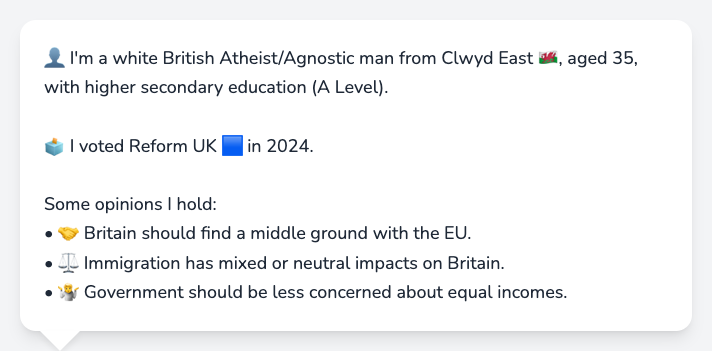 👤 I'm a white British Atheist/Agnostic man from Clwyd East 🏴󠁧󠁢󠁷󠁬󠁳󠁿, aged 35,
with higher secondary education (A Level).
🗳️ I voted Reform UK 🟦 in 2024.
Some opinions I hold:
• 🤝 Britain should find a middle ground with the EU.
• ⚖️ Immigration has mixed or neutral impacts on Britain.
• 🤷 Government should be less concerned about equal incomes.